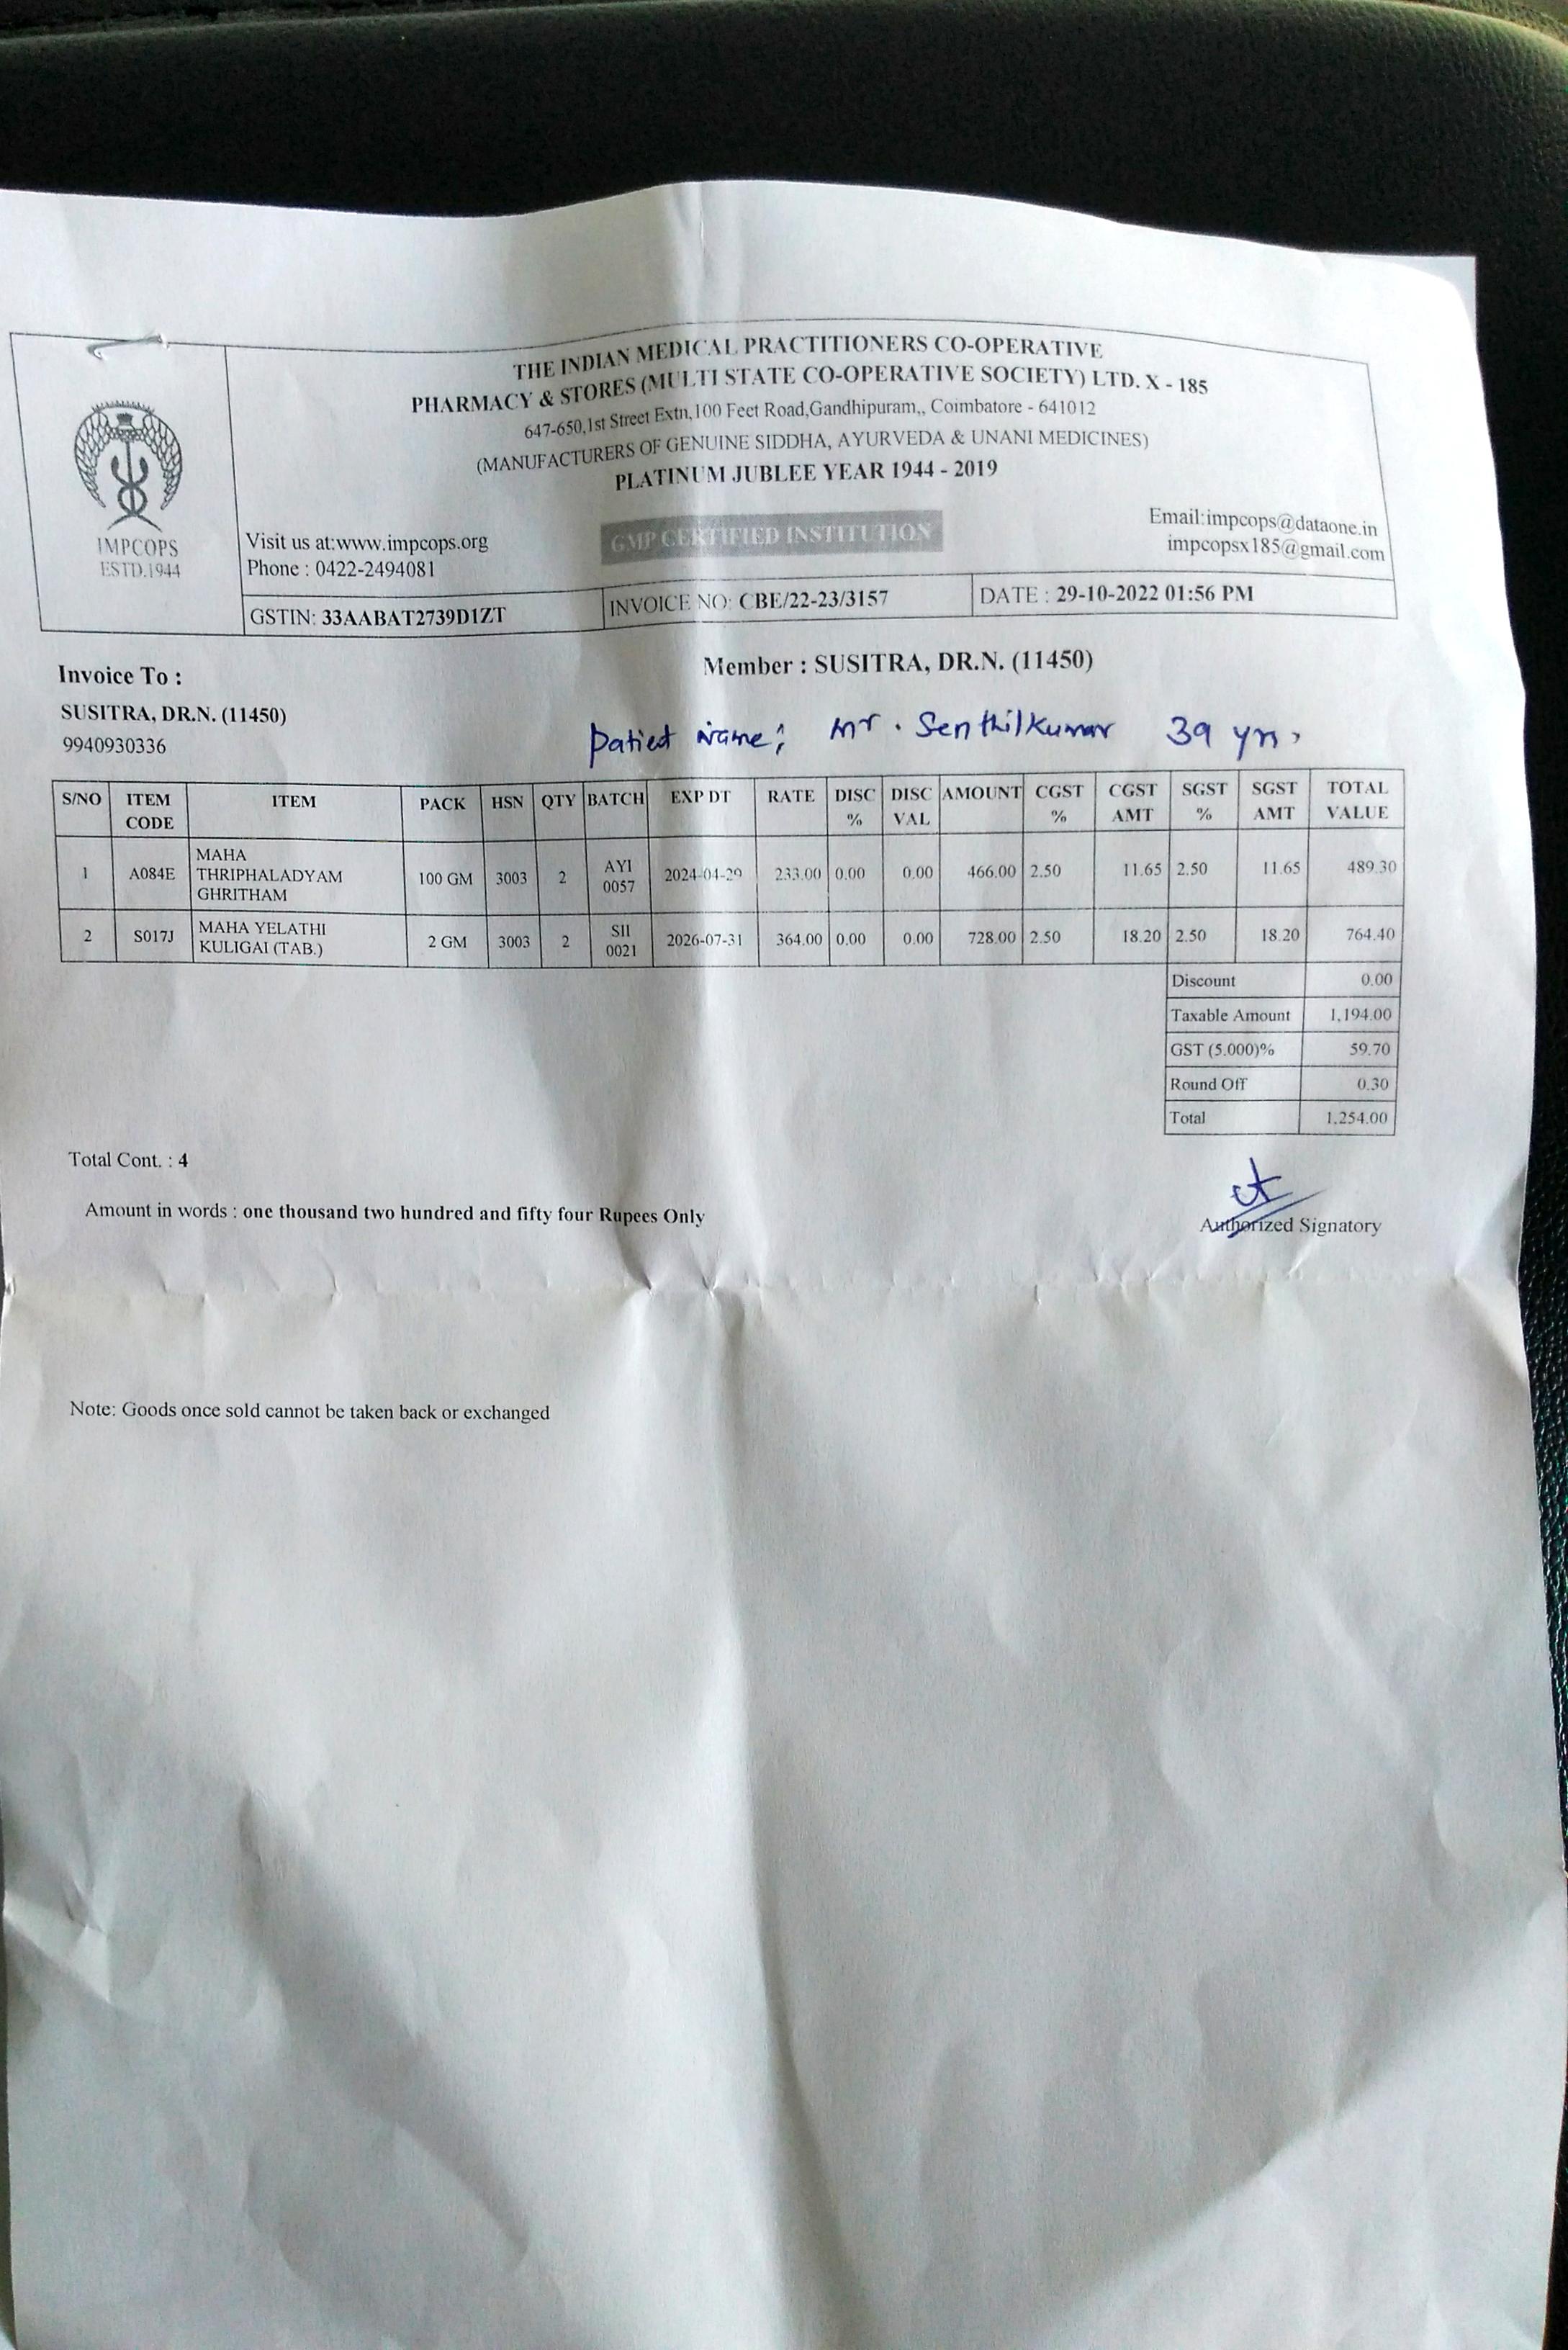 THE INDIAN MEDICAL PRACTITIONERS CO-OPERATIVE
PHARMACY & STORES (MULTI STATE CO-OPERATIVE SOCIETY) LTD. X - 185
647-650,1st Street Extn,100 Feet Road,Gandhipuram,, Coimbatore - 641012
(MANUFACTURERS OF GENUINE SIDDHA, AYURVEDA & UNANI MEDICINES)
PLATINUM JUBLEE YEAR 1944 - 2019
IMPCOPS
ESTD.1944
Visit us at:www.impcops.org
Phone : 0422-2494081
GMP CERTIFIED INSTITUTION
Email:impcops@dataone.in
impcopsx185@gmail.com
GSTIN: 33AABAT2739D1ZT INVOICE NO: CBE/22-23/3157 DATE : 29-10-2022 01:56 PM
Invoice To :
Member : SUSITRA, DR.N. (11450)
SUSITRA, DR.N. (11450)
9940930336
Patiet Name; Mr. Senthilkumar 39 yrs,
S/NO ITEM CODE ITEM PACK HSN QTY BATCH EXP DT RATE DISC % DISC VAL AMOUNT CGST % CGST AMT SGST % SGST AMT TOTAL VALUE
1 A084E MAHA THRIPHALADYAM GHRITHAM 100 GM 3003 2 AYI 0057 2024-04-29 233.00 0.00 0.00 466.00 2.50 11.65 2.50 11.65 489.30
2 S017J MAHA YELATHI KULIGAI (TAB.) 2 GM 3003 2 SII 0021 2026-07-31 364.00 0.00 0.00 728.00 2.50 18.20 2.50 18.20 764.40
Discount 0.00
Taxable Amount 1,194.00
GST (5.000)% 59.70
Round Off 0.30
Total 1,254.00
Total Cont. : 4
Amount in words : one thousand two hundred and fifty four Rupees Only
Authorized Signatory
Note: Goods once sold cannot be taken back or exchanged